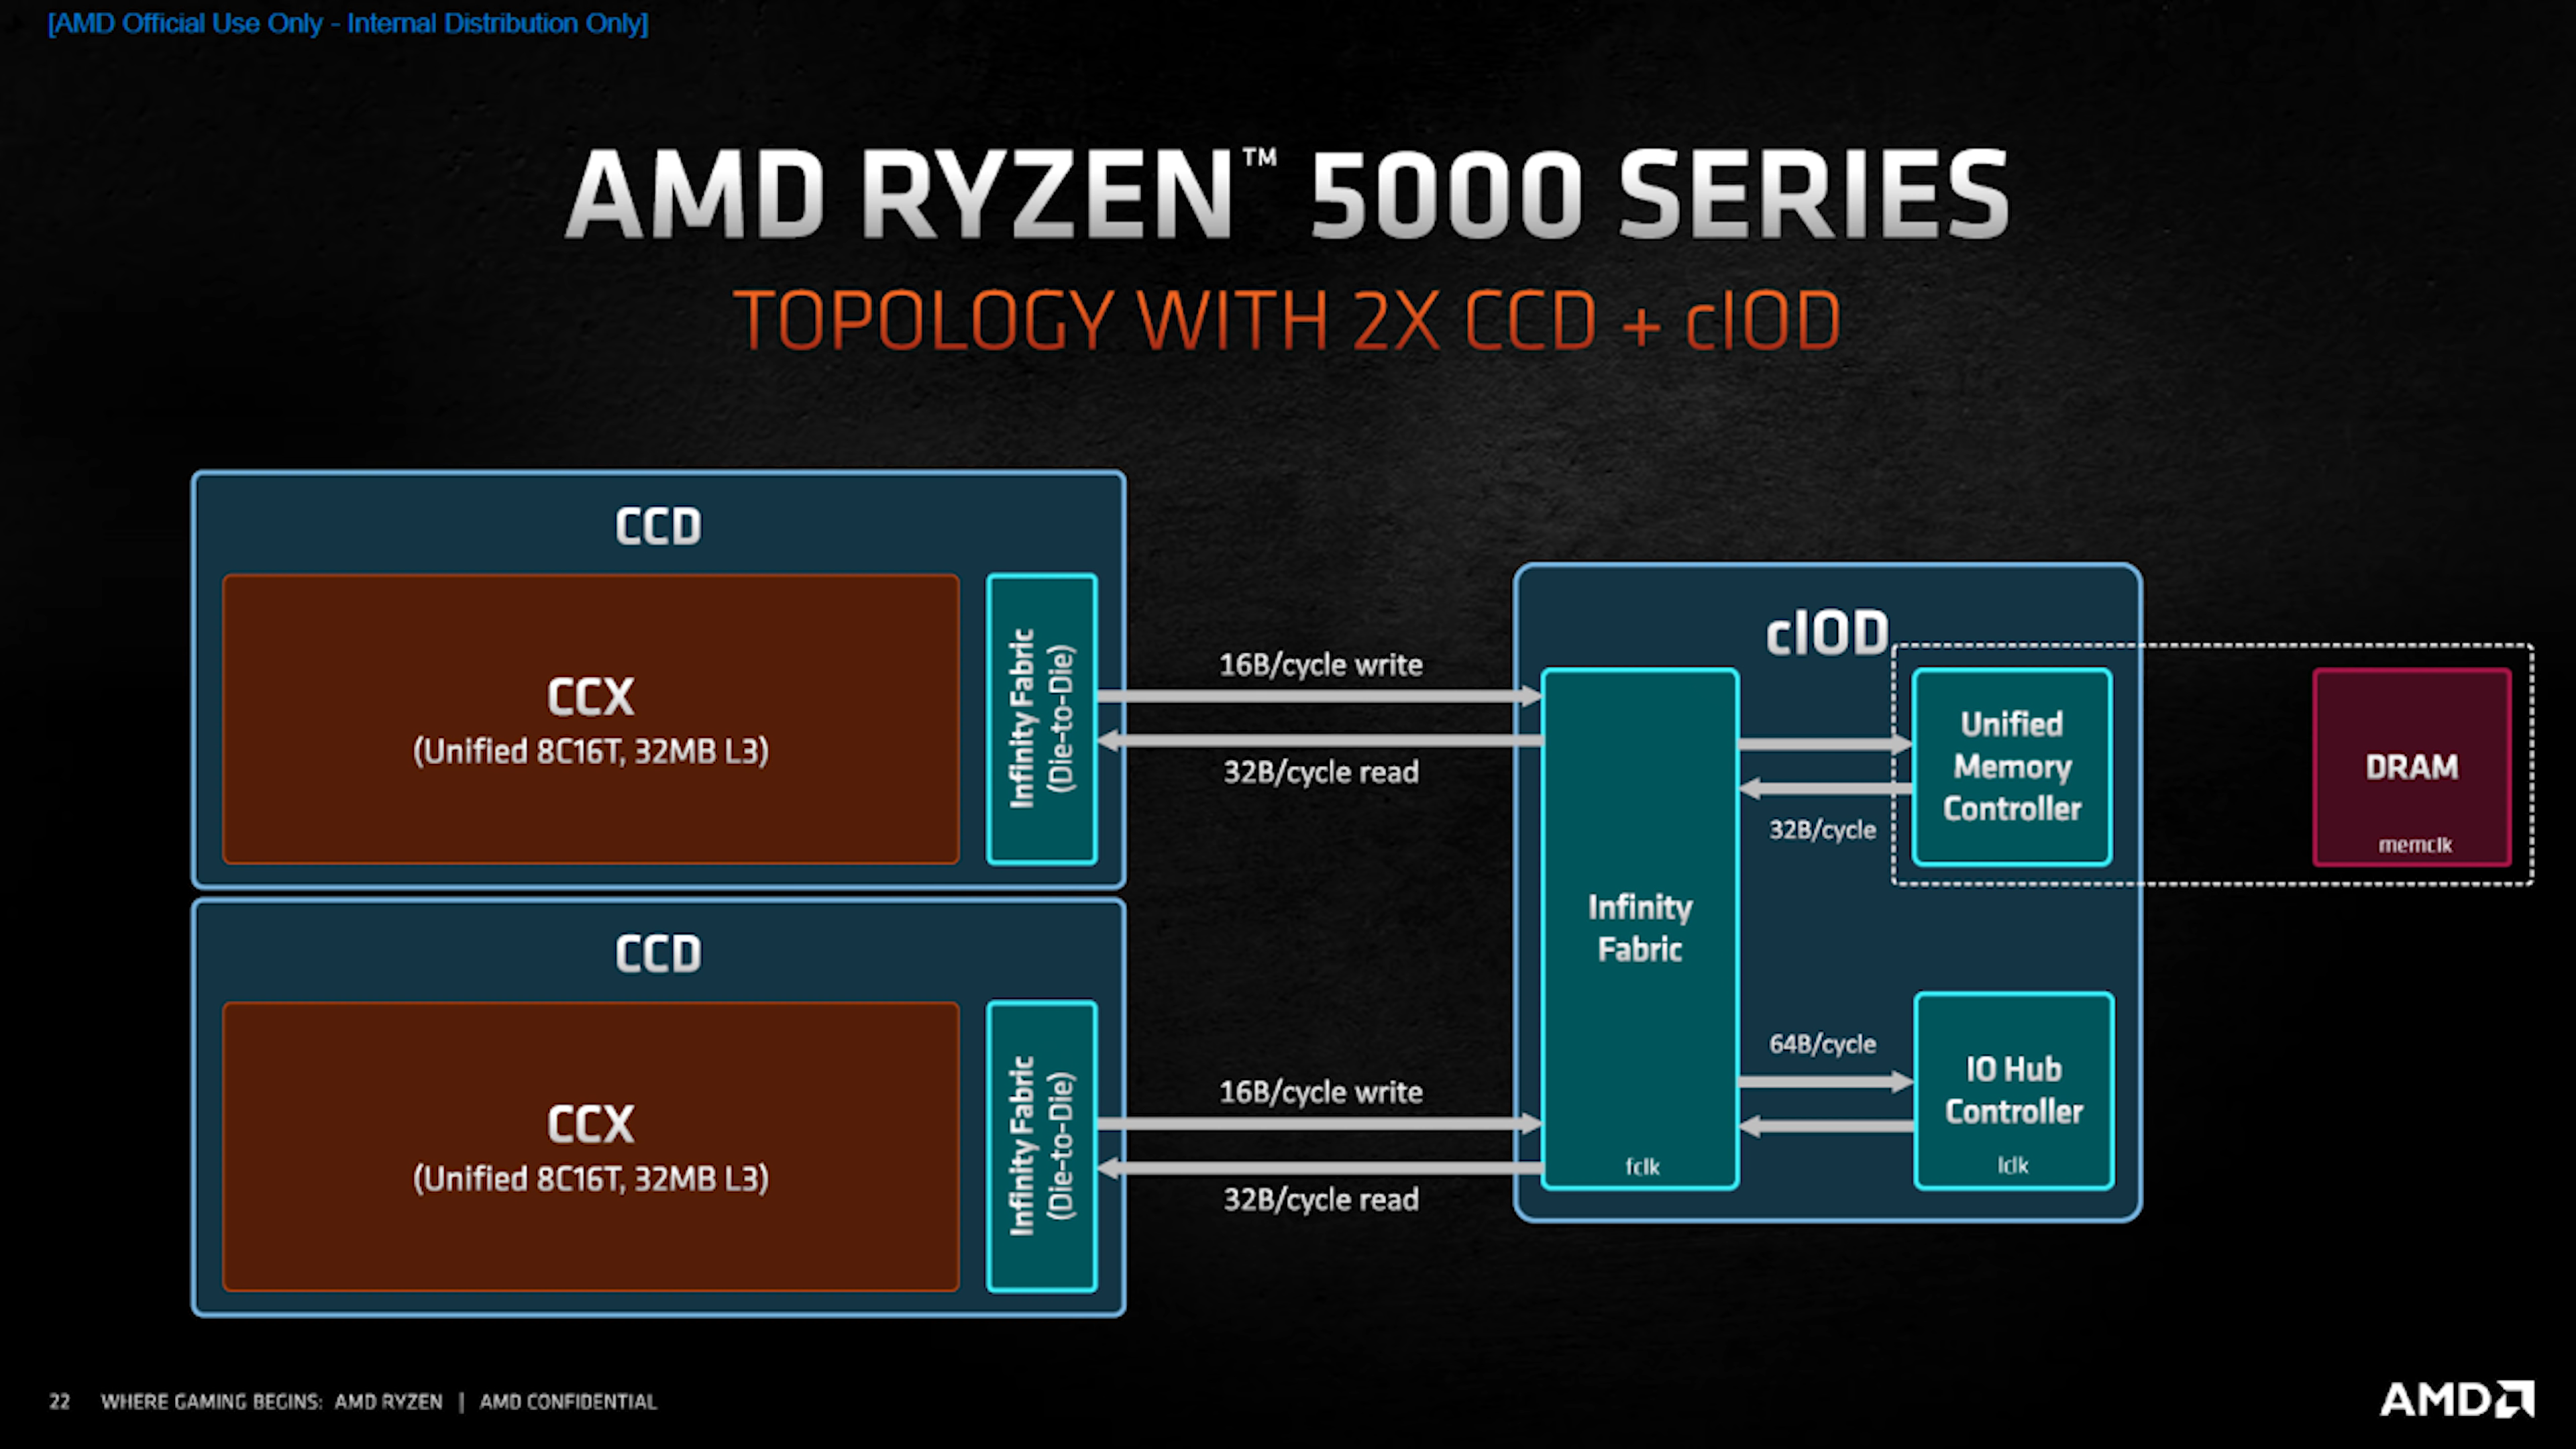 [AMD Official Use Only - Internal Distribution Only]
AMD RYZEN™ 5000 SERIES
TOPOLOGY WITH 2X CCD + cIOD
CCD
CCX
(Unified 8C16T, 32MB L3)
Infinity Fabric
(Die-to-Die)
16B/cycle write
32B/cycle read
CCD
CCX
(Unified 8C16T, 32MB L3)
Infinity Fabric
(Die-to-Die)
16B/cycle write
32B/cycle read
cIOD
Infinity
Fabric
fclk
32B/cycle
Unified
Memory
Controller
DRAM
memclk
64B/cycle
IO Hub
Controller
lclk
22 WHERE GAMING BEGINS: AMD RYZEN | AMD CONFIDENTIAL
AMD